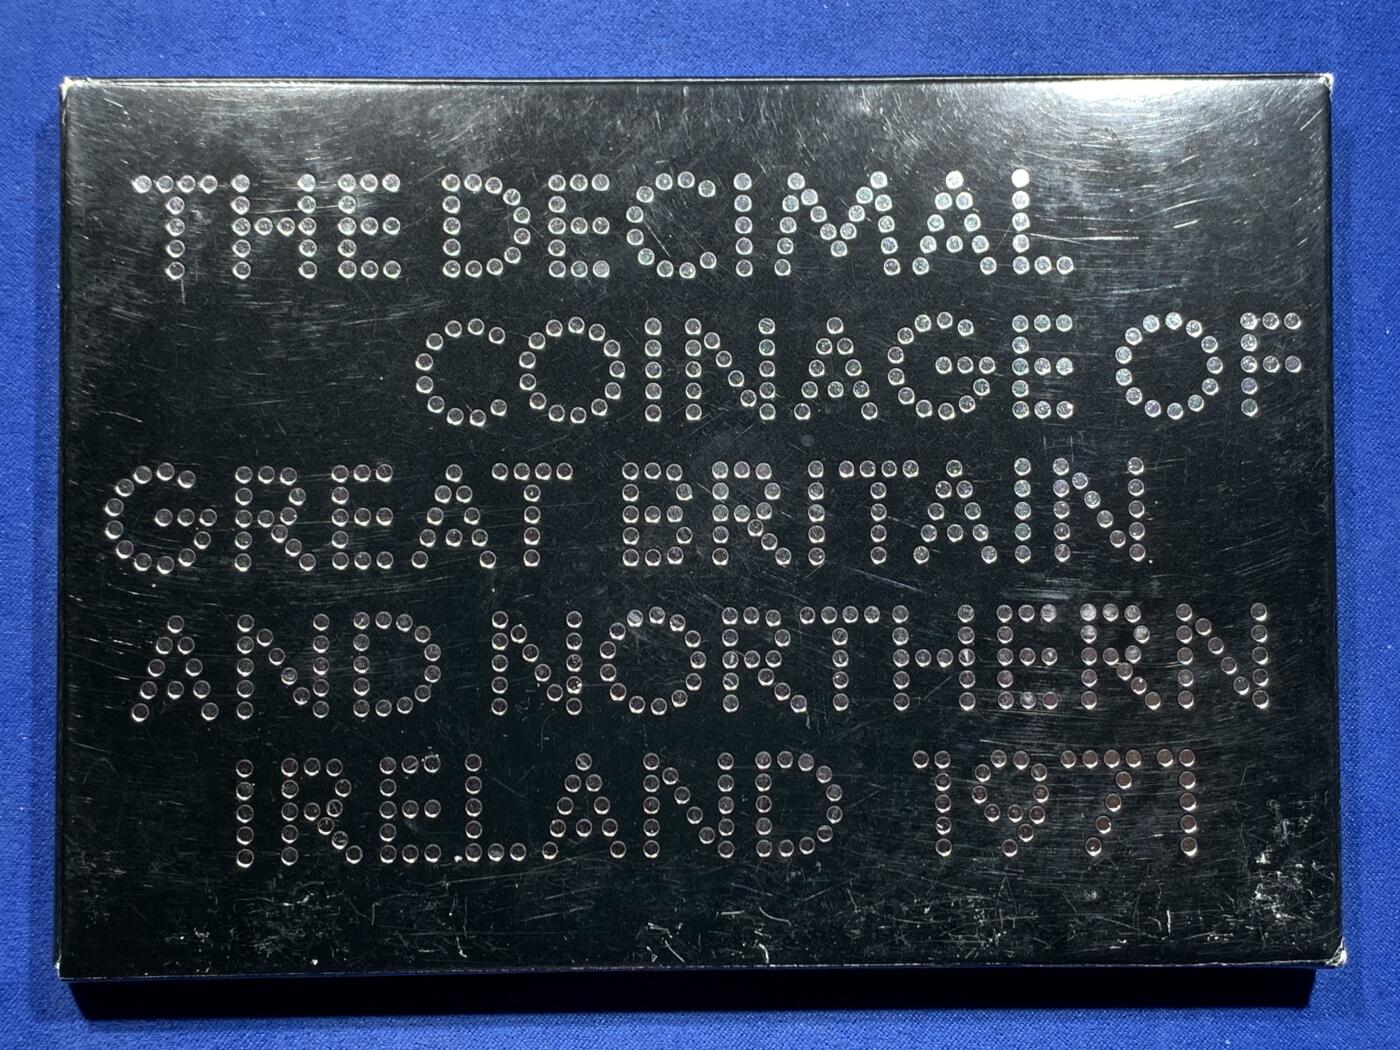 THE DECIMAL
COINAGE OF
GREAT BRITAIN
AND NORTHERN
IRELAND 1971